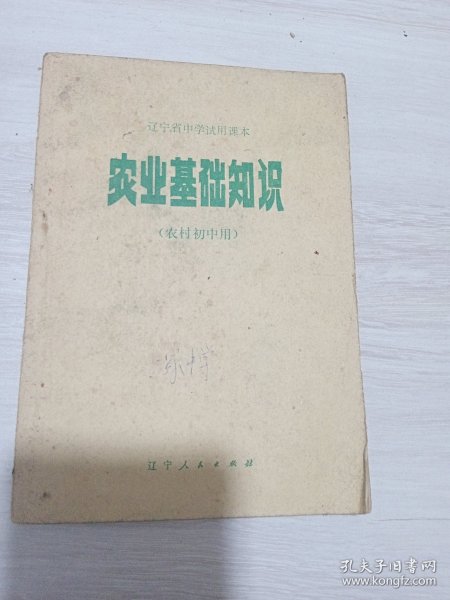 辽宁省中学试用课本
农业基础知识
（农村初中用）
辽宁人民出版社
孔夫子旧书网
www.kongfz.com